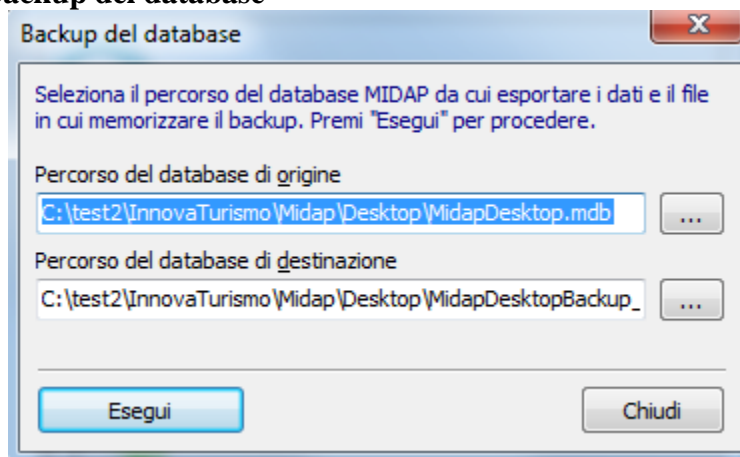 Backup del database
Backup del database
Seleziona il percorso del database MIDAP da cui esportare i dati e il file
in cui memorizzare il backup. Premi "Esegui" per procedere.
Percorso del database di origine
C:\test2\InnovaTurismo\Midap\Desktop\MidapDesktop.mdb
...
Percorso del database di destinazione
C:\test2\InnovaTurismo\Midap\Desktop\MidapDesktopBackup_
...
Esegui
Chiudi